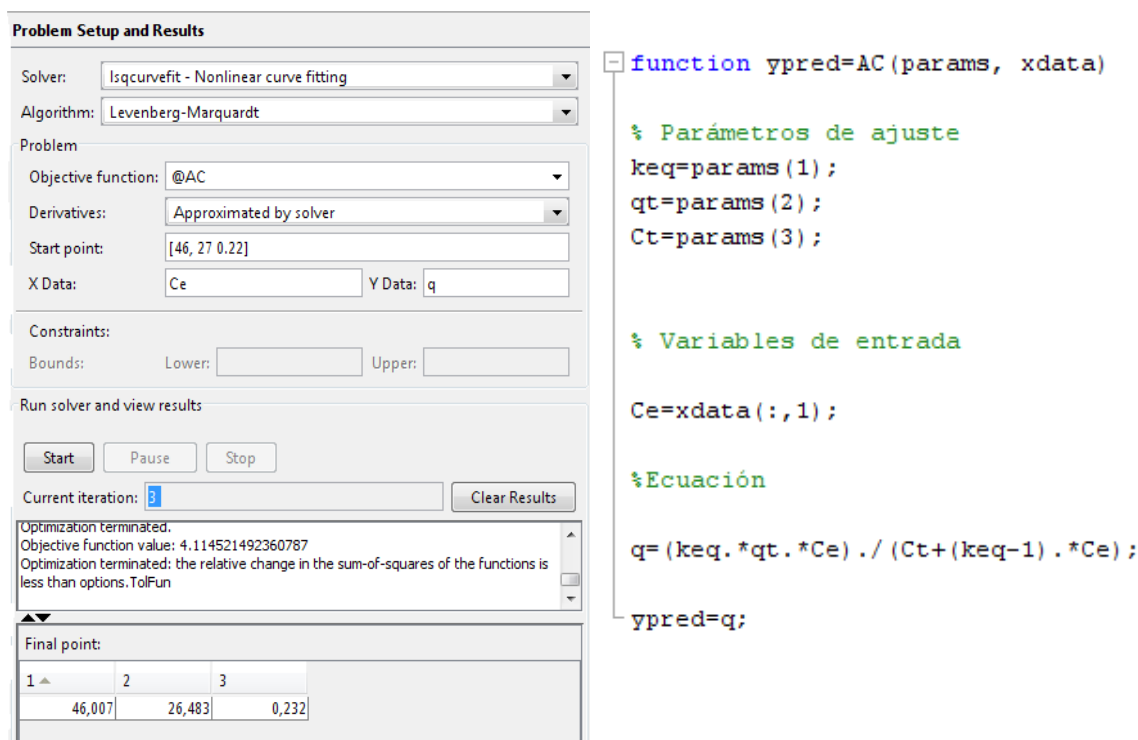 Problem Setup and Results
Solver: lsqcurvefit - Nonlinear curve fitting
Algorithm: Levenberg-Marquardt
Problem
Objective function: @AC
Derivatives: Approximated by solver
Start point: [46, 27 0.22]
X Data: Ce Y Data: q
Constraints:
Bounds: Lower: Upper:
Run solver and view results
Start Pause Stop
Current iteration: 3 Clear Results
Optimization terminated.
Objective function value: 4.114521492360787
Optimization terminated: the relative change in the sum-of-squares of the functions is
less than options.TolFun
Final point:
1 2 3
46,007 26,483 0,232
function ypred=AC(params, xdata)
% Parámetros de ajuste
keq=params(1);
qt=params(2);
Ct=params(3);
% Variables de entrada
Ce=xdata(:,1);
%Ecuación
q=(keq.*qt.*Ce)./(Ct+(keq-1).*Ce);
ypred=q;